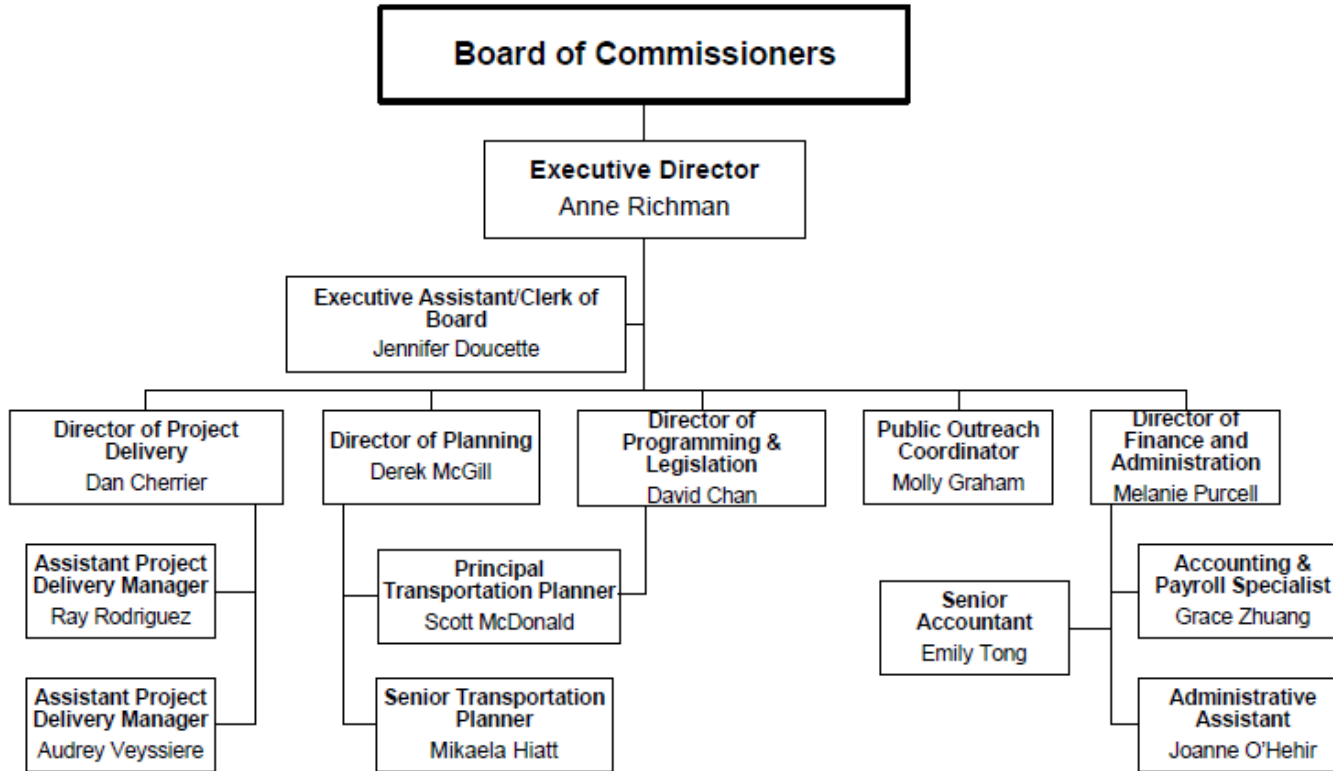 Board of Commissioners
Executive Director
Anne Richman
Executive Assistant/Clerk of
Board
Jennifer Doucette
Director of Project
Delivery
Dan Cherrier
Director of Planning
Derek McGill
Director of
Programming &
Legislation
David Chan
Public Outreach
Coordinator
Molly Graham
Director of
Finance and
Administration
Melanie Purcell
Assistant Project
Delivery Manager
Ray Rodriguez
Principal
Transportation Planner
Scott McDonald
Senior
Accountant
Emily Tong
Accounting &
Payroll Specialist
Grace Zhuang
Assistant Project
Delivery Manager
Audrey Veyssiere
Senior Transportation
Planner
Mikaela Hiatt
Administrative
Assistant
Joanne O'Hehir